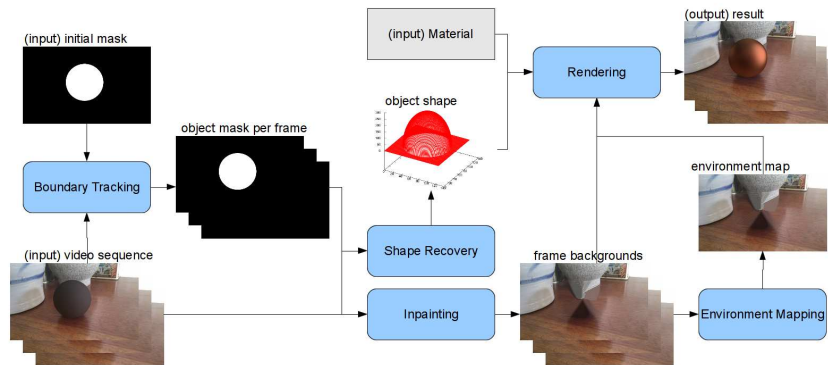 (output) result
(input) initial mask
(input) Material
Rendering
object shape
object mask per frame
Boundary Tracking
environment map
(input) video sequence
Shape Recovery
frame backgrounds
Inpainting
Environment Mapping